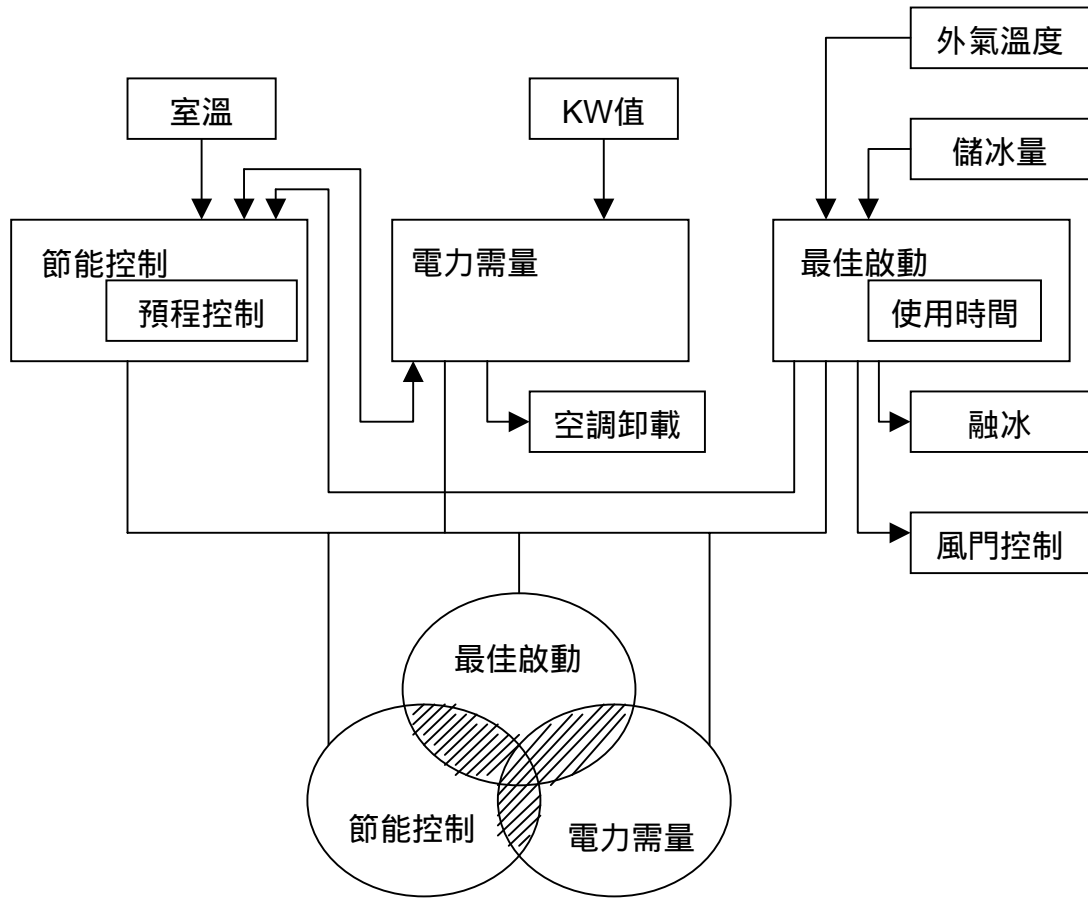 外氣溫度
室溫
KW值
儲冰量
節能控制
預程控制
電力需量
最佳啟動
使用時間
空調卸載
融冰
風門控制
最佳啟動
節能控制
電力需量